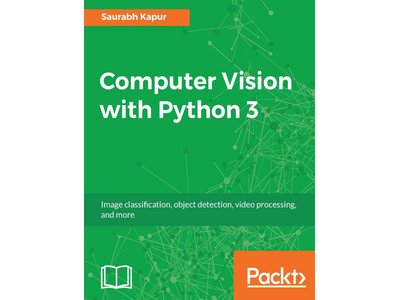 Saurabh Kapur
Computer Vision
with Python 3
Image classification, object detection, video processing,
and more
Packt>